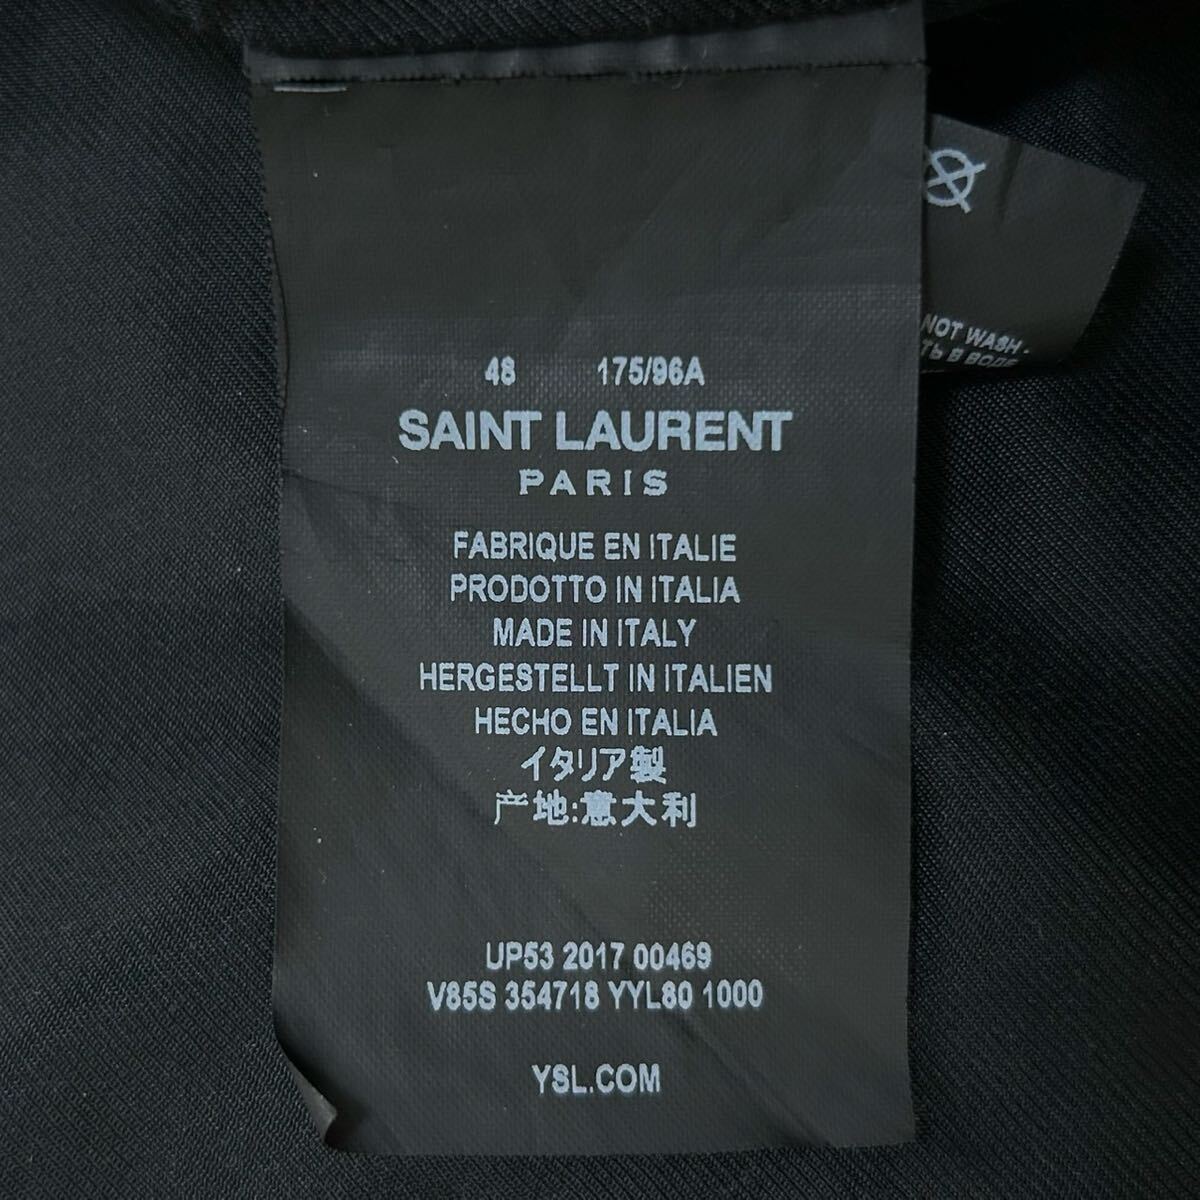 48 175/96A
SAINT LAURENT
PARIS
FABRIQUE EN ITALIE
PRODOTTO IN ITALIA
MADE IN ITALY
HERGESTELLT IN ITALIEN
HECHO EN ITALIA
イタリア製
产地:意大利
UP53 2017 00469
V85S 354718 YYL80 1000
YSL.COM
NOT WASH -
ТЬ В ВОДЕ